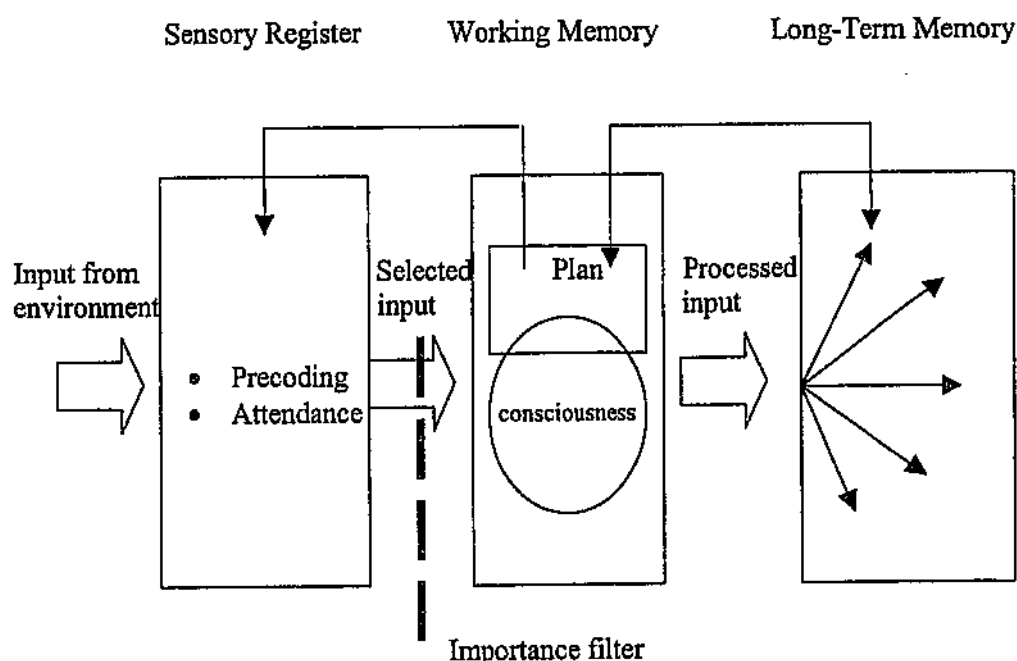 Sensory Register
Working Memory
Long-Term Memory
Input from
environment
• Precoding
• Attendance
Selected
input
Plan
consciousness
Processed
input
Importance filter